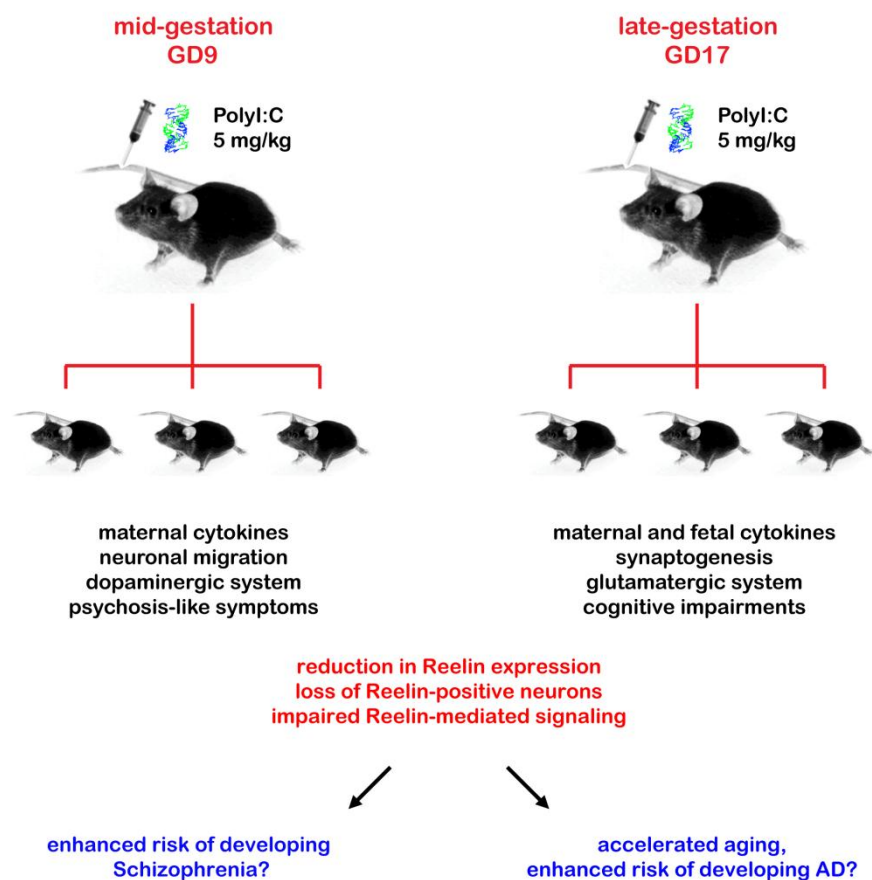 mid-gestation
GD9
PolyI:C
5 mg/kg
late-gestation
GD17
PolyI:C
5 mg/kg
maternal cytokines
neuronal migration
dopaminergic system
psychosis-like symptoms
maternal and fetal cytokines
synaptogenesis
glutamatergic system
cognitive impairments
reduction in Reelin expression
loss of Reelin-positive neurons
impaired Reelin-mediated signaling
enhanced risk of developing
Schizophrenia?
accelerated aging,
enhanced risk of developing AD?